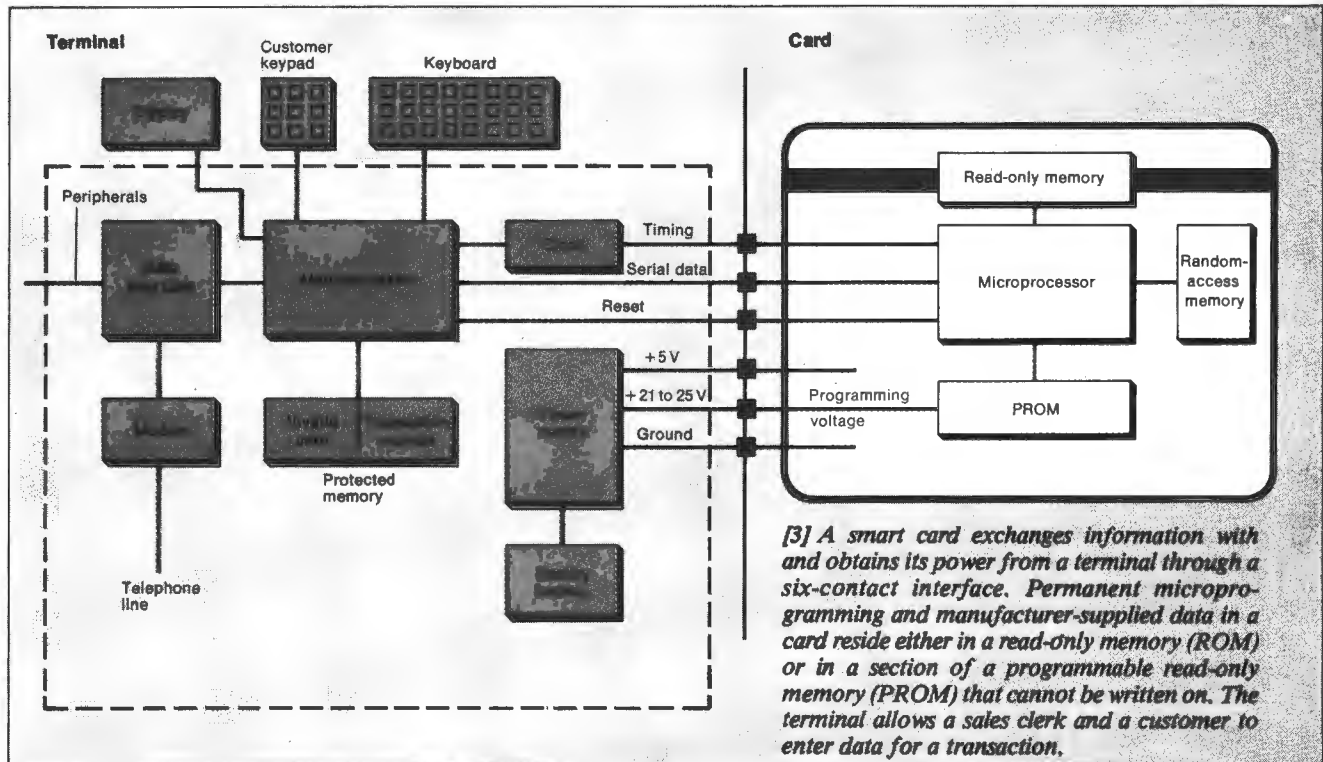 Terminal
Customer
keypad
Keyboard
Card
Peripherals
Timing
Serial data
Reset
+ 5 V
+ 21 to 25 V
Ground
Protected
memory
Telephone
line
Read-only memory
Microprocessor
Random-
access
memory
Programming
voltage
PROM
[3] A smart card exchanges information with
and obtains its power from a terminal through a
six-contact interface. Permanent micropro-
gramming and manufacturer-supplied data in a
card reside either in a read-only memory (ROM)
or in a section of a programmable read-only
memory (PROM) that cannot be written on. The
terminal allows a sales clerk and a customer to
enter data for a transaction.